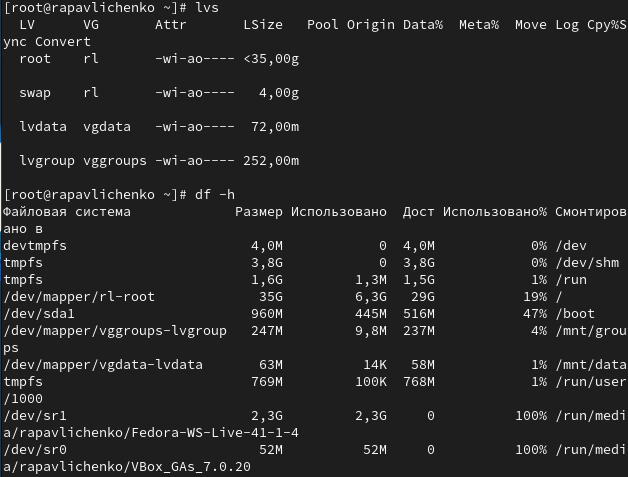 [root@rapavlichenko ~]# lvs
  LV      VG       Attr       LSize   Pool Origin Data%  Meta%  Move Log Cpy%S
ync Convert
  root    rl       -wi-ao---- <35,00g
  swap    rl       -wi-ao----   4,00g
  lvdata  vgdata   -wi-ao----  72,00m
  lvgroup vggroups -wi-ao---- 252,00m
[root@rapavlichenko ~]# df -h
Файловая система             Размер Использовано  Дост Использовано% Смонтиров
ано в
devtmpfs                       4,0M            0  4,0M            0% /dev
tmpfs                          3,8G            0  3,8G            0% /dev/shm
tmpfs                          1,6G         1,3M  1,5G            1% /run
/dev/mapper/rl-root             35G         6,3G   29G           19% /
/dev/sda1                      960M         445M  516M           47% /boot
/dev/mapper/vggroups-lvgroup   247M         9,8M  237M            4% /mnt/grou
ps
/dev/mapper/vgdata-lvdata       63M          14K   58M            1% /mnt/data
tmpfs                          769M         100K  768M            1% /run/user
/1000
/dev/sr1                       2,3G         2,3G     0          100% /run/medi
a/rapavlichenko/Fedora-WS-Live-41-1-4
/dev/sr0                        52M          52M     0          100% /run/medi
a/rapavlichenko/VBox_GAs_7.0.20